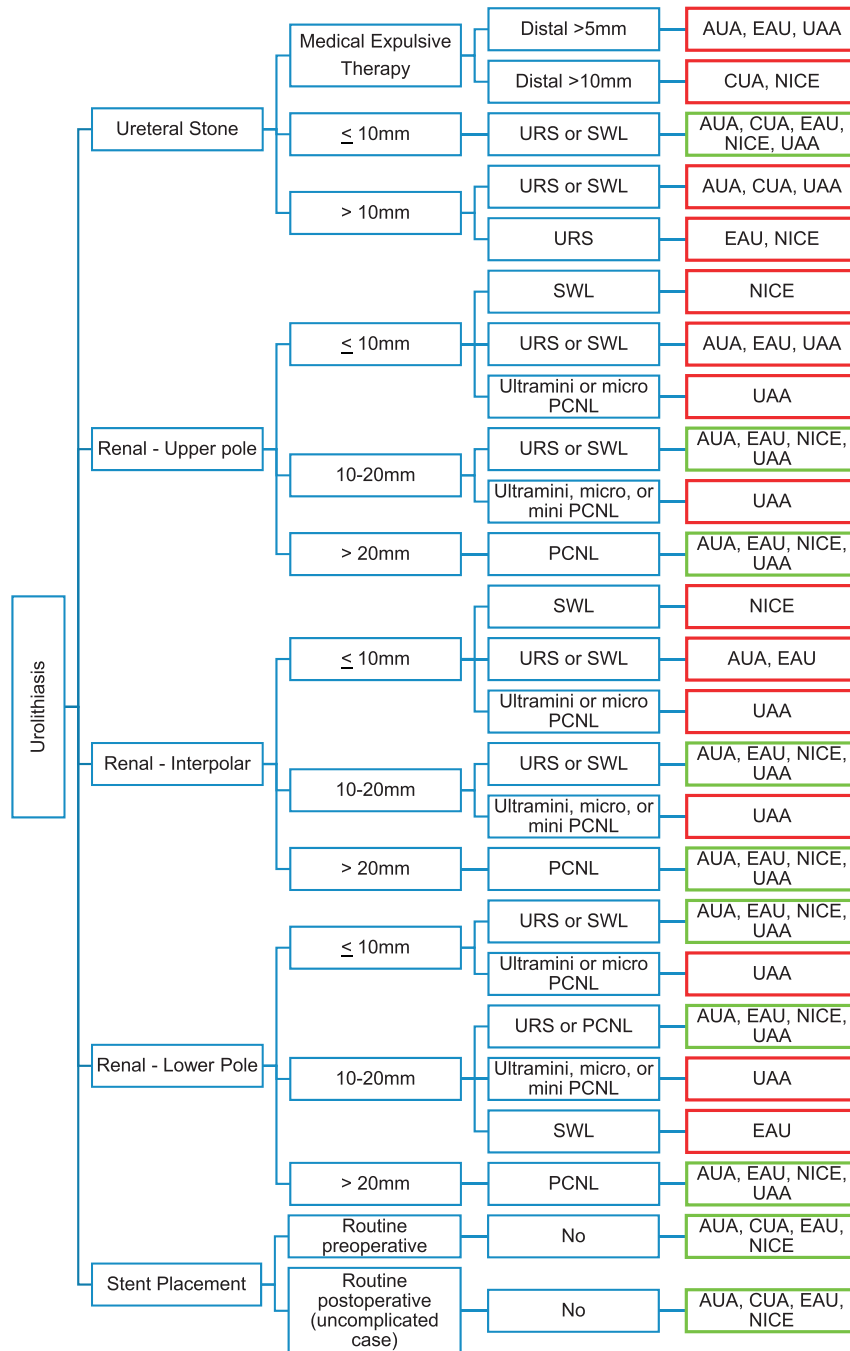 Urolithiasis
Ureteral Stone
Medical Expulsive
Therapy
Distal >5mm
AUA, EAU, UAA
Distal >10mm
CUA, NICE
≤ 10mm
URS or SWL
AUA, CUA, EAU,
NICE, UAA
> 10mm
URS or SWL
AUA, CUA, UAA
URS
EAU, NICE
Renal - Upper pole
≤ 10mm
SWL
NICE
URS or SWL
AUA, EAU, UAA
Ultramini or micro
PCNL
UAA
10-20mm
URS or SWL
AUA, EAU, NICE,
UAA
Ultramini, micro, or
mini PCNL
UAA
> 20mm
PCNL
AUA, EAU, NICE,
UAA
Renal - Interpolar
≤ 10mm
SWL
NICE
URS or SWL
AUA, EAU
Ultramini or micro
PCNL
UAA
10-20mm
URS or SWL
AUA, EAU, NICE,
UAA
Ultramini, micro, or
mini PCNL
UAA
> 20mm
PCNL
AUA, EAU, NICE,
UAA
Renal - Lower Pole
≤ 10mm
URS or SWL
AUA, EAU, NICE,
UAA
Ultramini or micro
PCNL
UAA
10-20mm
URS or PCNL
AUA, EAU, NICE,
UAA
Ultramini, micro, or
mini PCNL
UAA
SWL
EAU
> 20mm
PCNL
AUA, EAU, NICE,
UAA
Stent Placement
Routine
preoperative
No
AUA, CUA, EAU,
NICE
Routine
postoperative
(uncomplicated
case)
No
AUA, CUA, EAU,
NICE